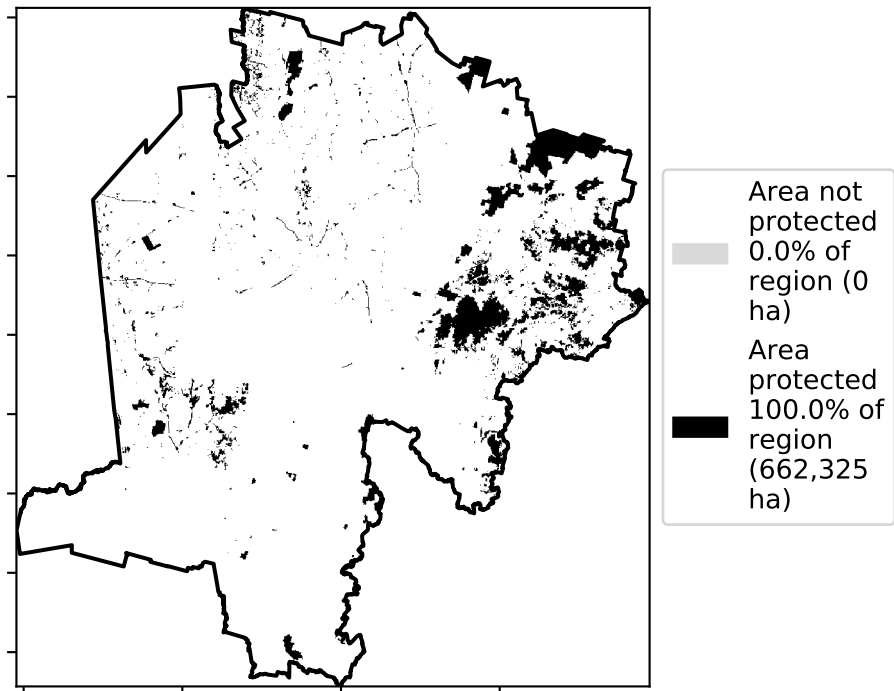 Area not
protected
0.0% of
region (0
ha)
Area
protected
100.0% of
region
(662,325
ha)